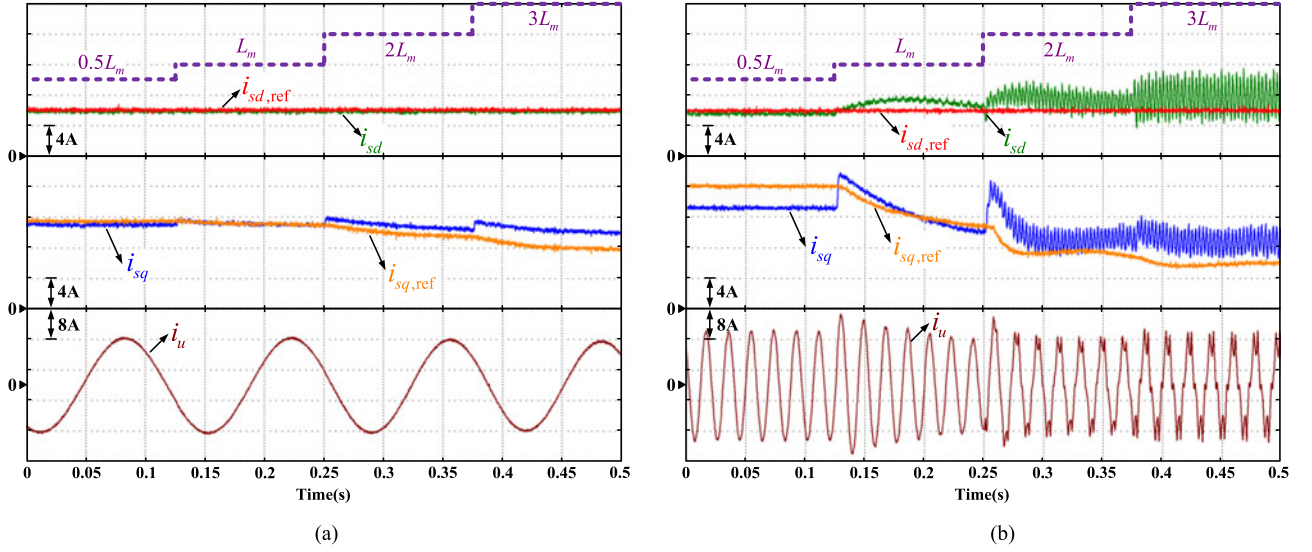 0.5Lm
Lm
2Lm
3Lm
isd,ref
4A
isd
0
isq
isq,ref
4A
0
8A
iu
0
0 0.05 0.1 0.15 0.2 0.25 0.3 0.35 0.4 0.45 0.5
Time(s)
(a)
0.5Lm
Lm
2Lm
3Lm
4A
isd,ref
isd
0
isq
isq,ref
4A
0
8A
iu
0
0 0.05 0.1 0.15 0.2 0.25 0.3 0.35 0.4 0.45 0.5
Time(s)
(b)